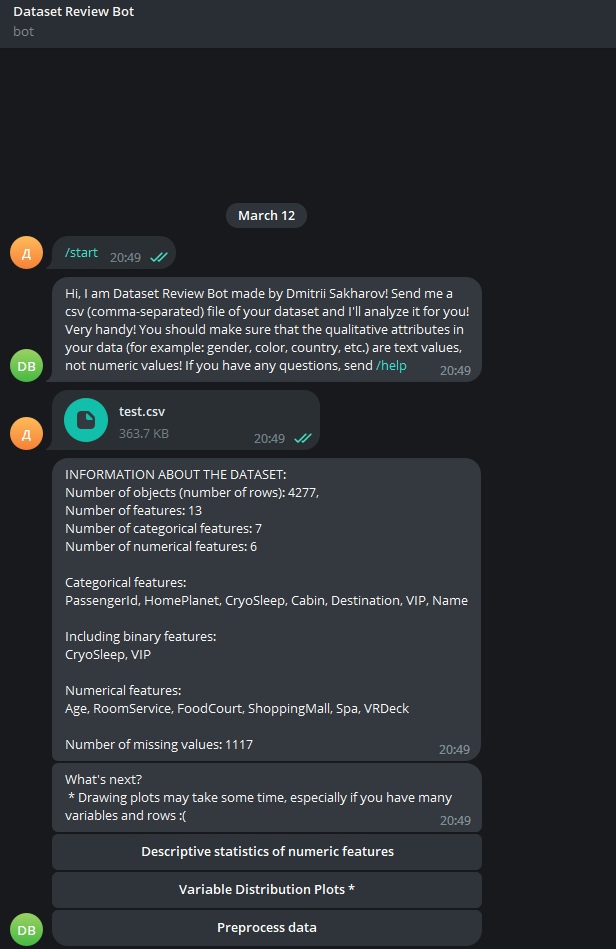 Dataset Review Bot
bot
March 12
Д
/start 20:49
Hi, I am Dataset Review Bot made by Dmitrii Sakharov! Send me a
csv (comma-separated) file of your dataset and I'll analyze it for you!
Very handy! You should make sure that the qualitative attributes in
your data (for example: gender, color, country, etc.) are text values,
not numeric values! If you have any questions, send /help 20:49
DB
test.csv
363.7 KB 20:49
Д
INFORMATION ABOUT THE DATASET:
Number of objects (number of rows): 4277,
Number of features: 13
Number of categorical features: 7
Number of numerical features: 6
Categorical features:
PassengerId, HomePlanet, CryoSleep, Cabin, Destination, VIP, Name
Including binary features:
CryoSleep, VIP
Numerical features:
Age, RoomService, FoodCourt, ShoppingMall, Spa, VRDeck
Number of missing values: 1117 20:49
What's next?
* Drawing plots may take some time, especially if you have many
variables and rows :( 20:49
Descriptive statistics of numeric features
Variable Distribution Plots *
Preprocess data
DB